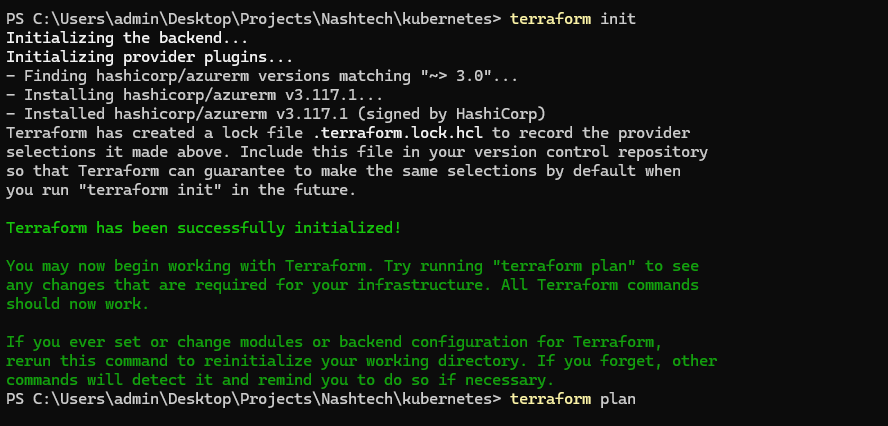 PS C:\Users\admin\Desktop\Projects\Nashtech\kubernetes> terraform init
Initializing the backend...
Initializing provider plugins...
- Finding hashicorp/azurerm versions matching "~> 3.0"...
- Installing hashicorp/azurerm v3.117.1...
- Installed hashicorp/azurerm v3.117.1 (signed by HashiCorp)
Terraform has created a lock file .terraform.lock.hcl to record the provider
selections it made above. Include this file in your version control repository
so that Terraform can guarantee to make the same selections by default when
you run "terraform init" in the future.
Terraform has been successfully initialized!
You may now begin working with Terraform. Try running "terraform plan" to see
any changes that are required for your infrastructure. All Terraform commands
should now work.
If you ever set or change modules or backend configuration for Terraform,
rerun this command to reinitialize your working directory. If you forget, other
commands will detect it and remind you to do so if necessary.
PS C:\Users\admin\Desktop\Projects\Nashtech\kubernetes> terraform plan